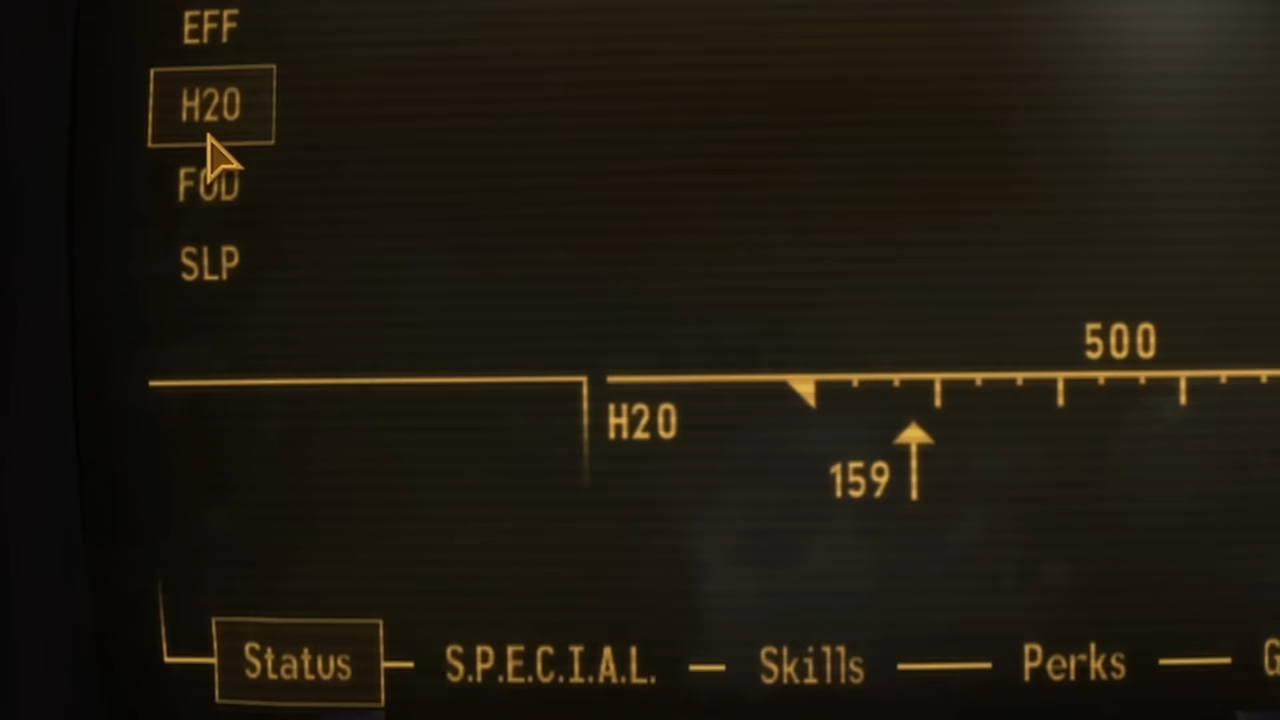 EFF
H2O
FOD
SLP
500
H2O
159
Status S.P.E.C.I.A.L. Skills Perks G